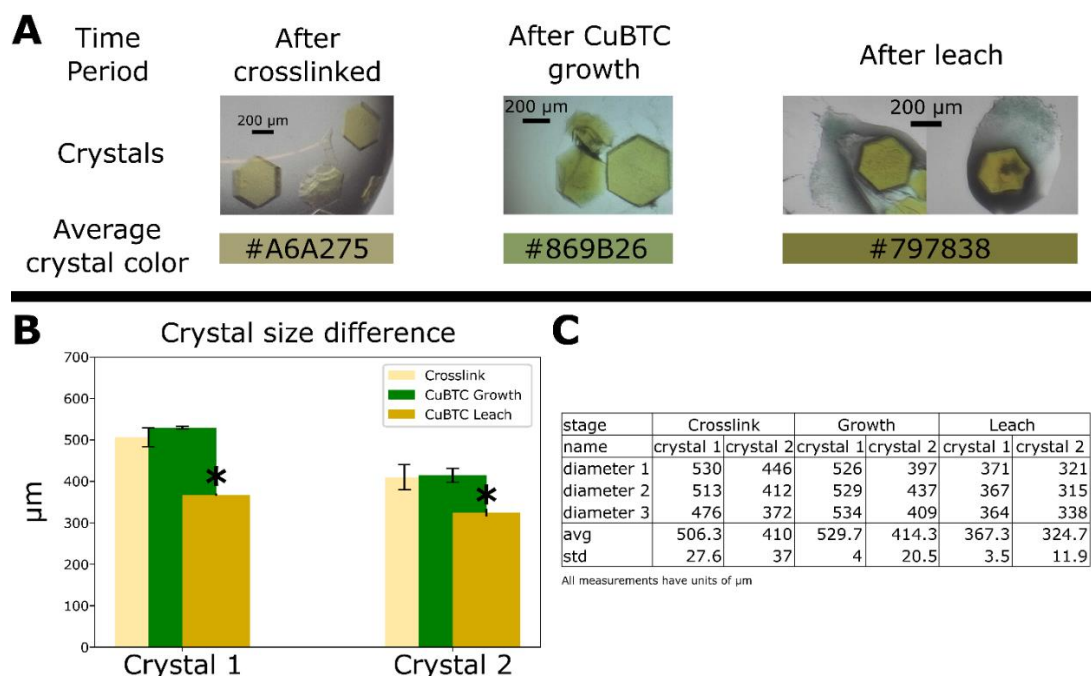 A
Time Period
After crosslinked
After CuBTC growth
After leach
Crystals
200 µm
200 µm
200 µm
Average crystal color
#A6A275
#869B26
#797838
B
Crystal size difference
µm
700
600
500
400
300
200
100
0
Crosslink
CuBTC Growth
CuBTC Leach
*
*
Crystal 1
Crystal 2
C
stage Crosslink Growth Leach
name crystal 1 crystal 2 crystal 1 crystal 2 crystal 1 crystal 2
diameter 1 530 446 526 397 371 321
diameter 2 513 412 529 437 367 315
diameter 3 476 372 534 409 364 338
avg 506.3 410 529.7 414.3 367.3 324.7
std 27.6 37 4 20.5 3.5 11.9
All measurements have units of µm